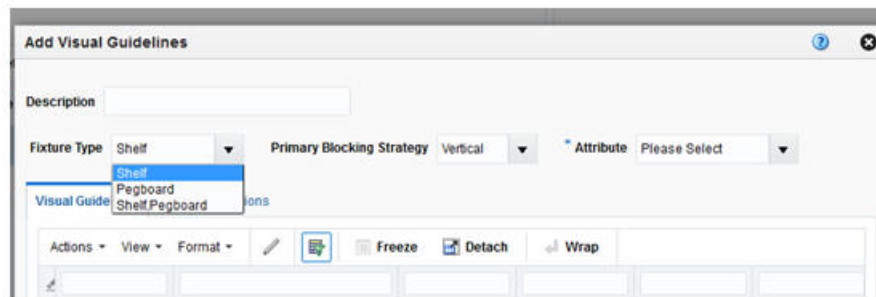 Add Visual Guidelines
Description
Fixture Type Shelf Primary Blocking Strategy Vertical * Attribute Please Select
Shelf
Pegboard
Shelf,Pegboard
Visual Guide ions
Actions View Format Freeze Detach Wrap